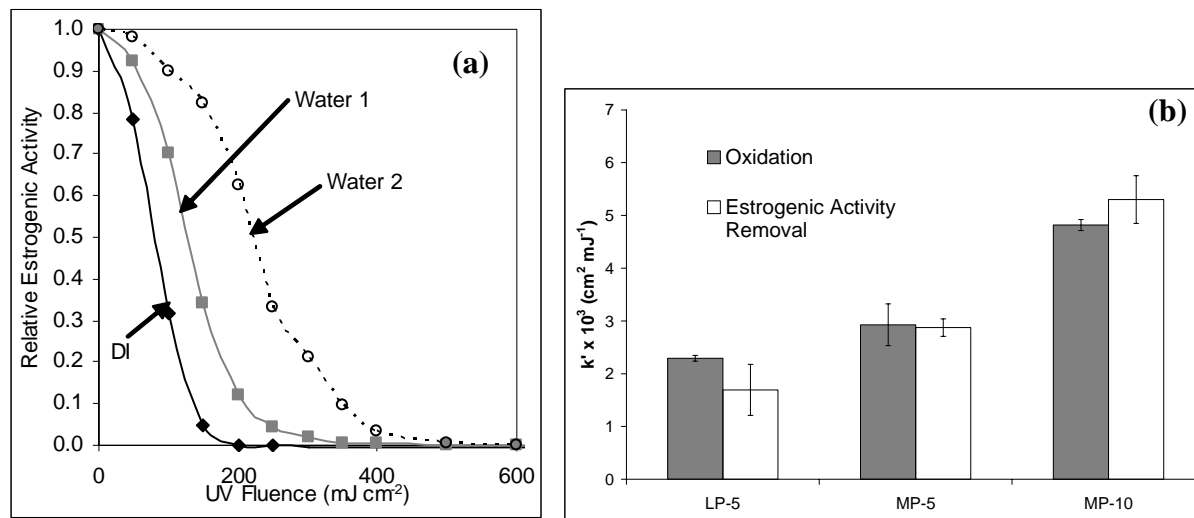 (a)
Relative Estrogenic Activity
1.0
0.9
0.8
0.7
0.6
0.5
0.4
0.3
0.2
0.1
0.0
Water 1
Water 2
DI
0
200
400
600
UV Fluence (mJ cm⁻²)
(b)
k' x 10³ (cm² mJ⁻¹)
7
6
5
4
3
2
1
0
Oxidation
Estrogenic Activity
Removal
LP-5
MP-5
MP-10